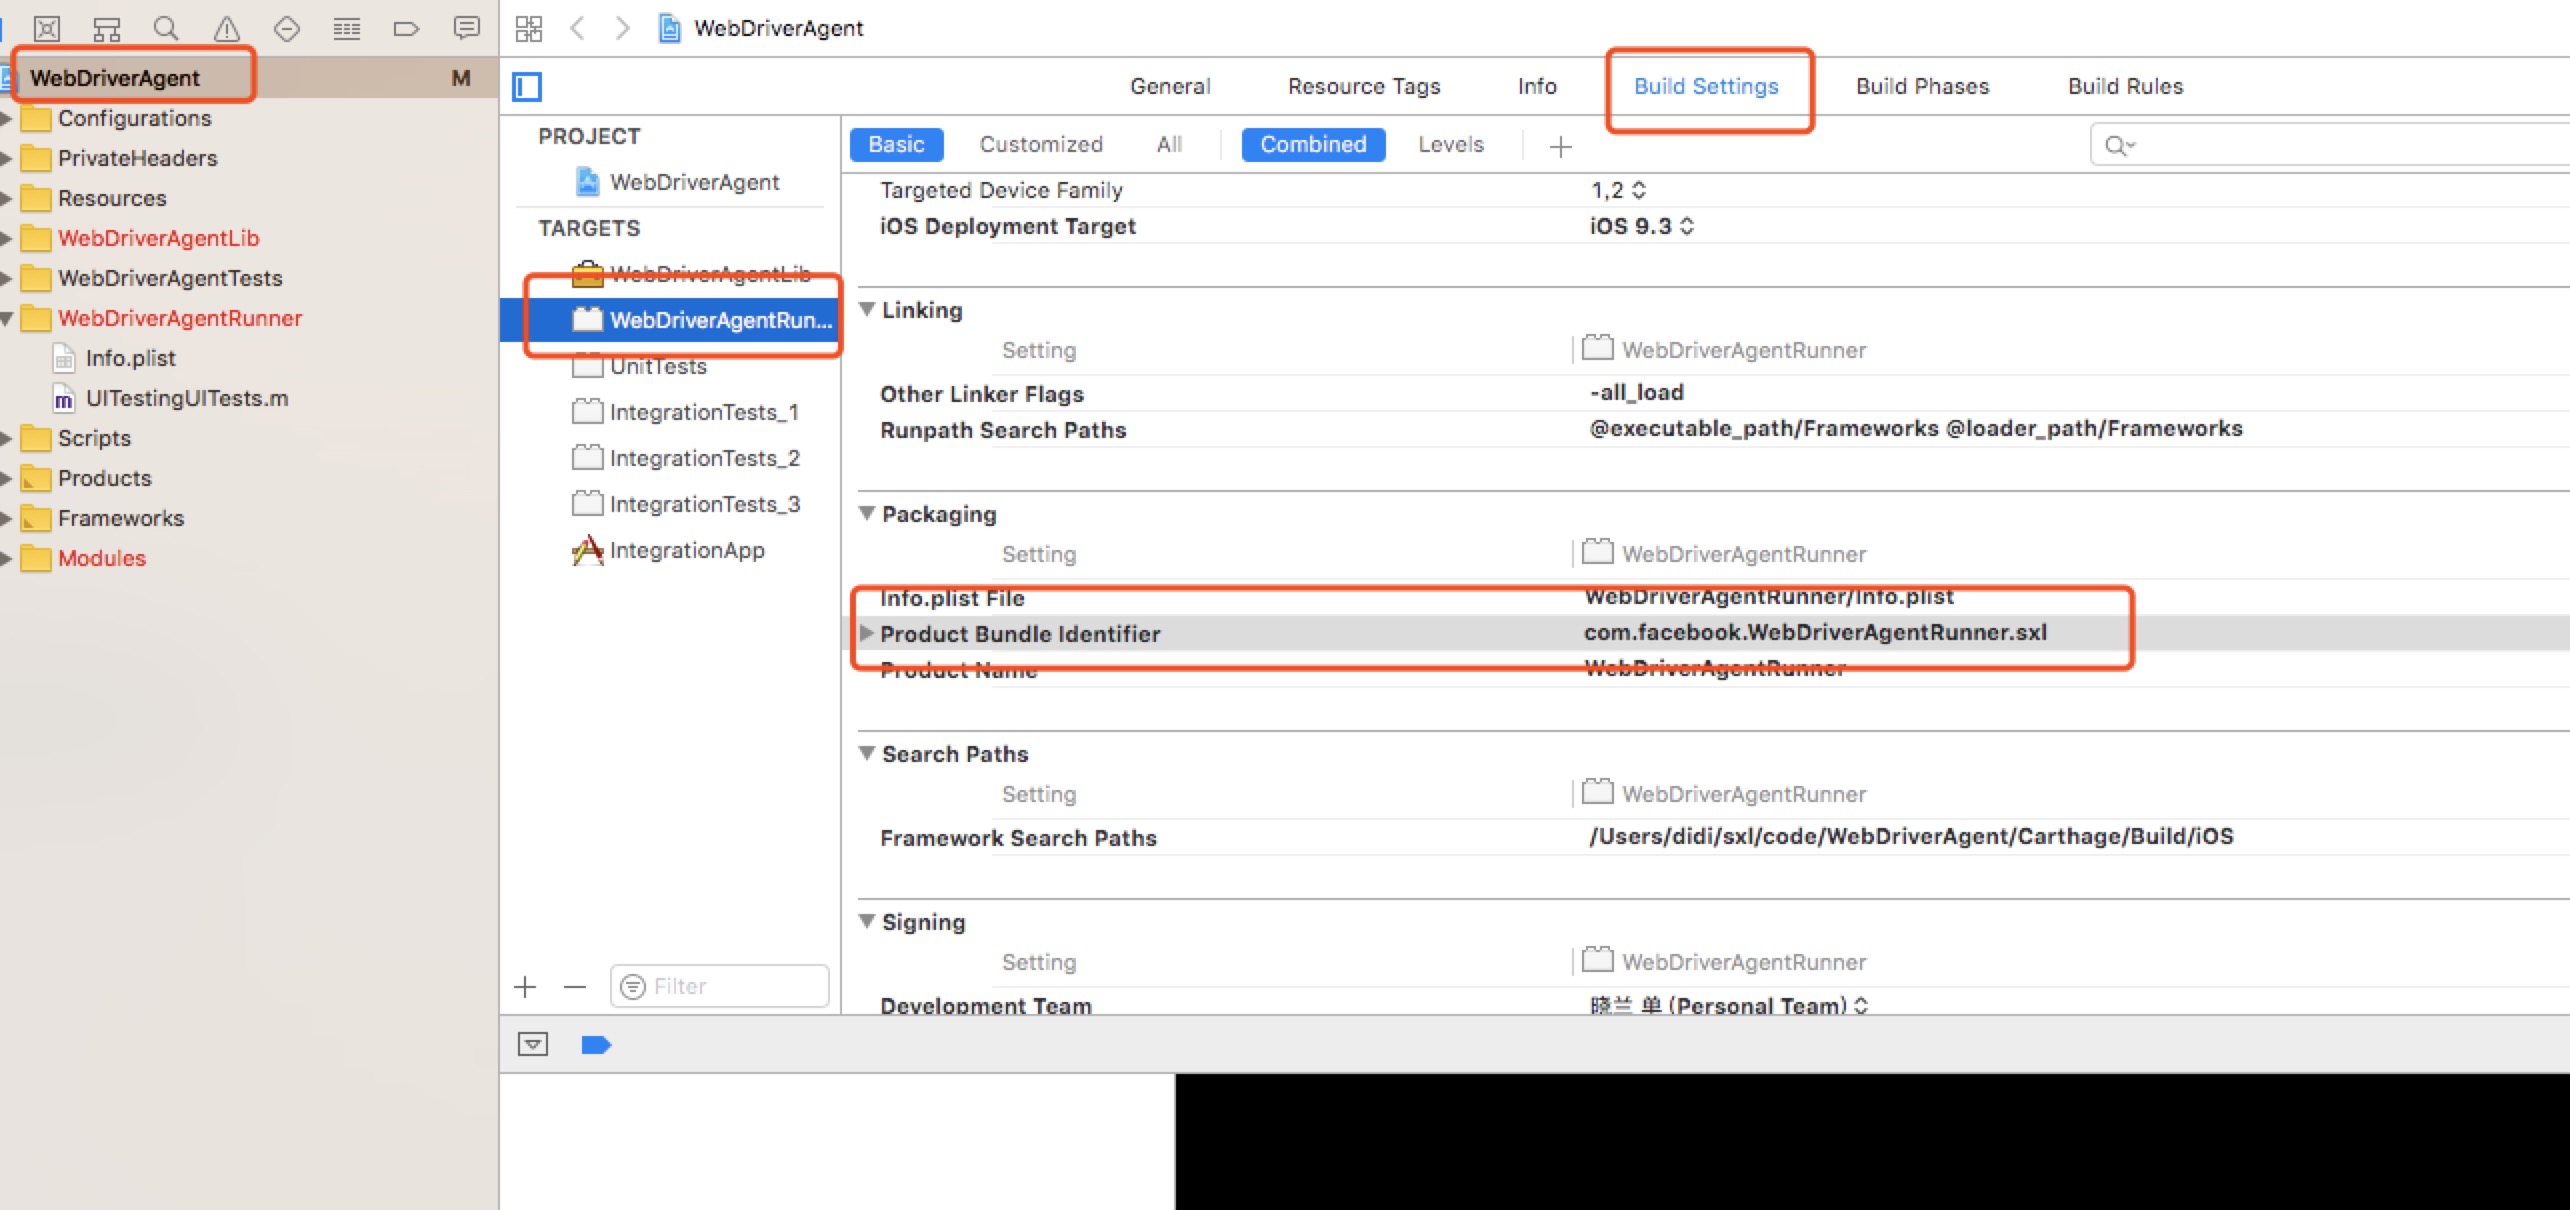 WebDriverAgent
WebDriverAgent M
Configurations
PrivateHeaders
Resources
WebDriverAgentLib
WebDriverAgentTests
WebDriverAgentRunner
Info.plist
m UITestingUITests.m
Scripts
Products
Frameworks
Modules
General Resource Tags Info Build Settings Build Phases Build Rules
PROJECT
WebDriverAgent
TARGETS
WebDriverAgentLib
WebDriverAgentRun...
UnitTests
IntegrationTests_1
IntegrationTests_2
IntegrationTests_3
IntegrationApp
Filter
Basic Customized All Combined Levels
Targeted Device Family 1,2
iOS Deployment Target iOS 9.3
Linking
Setting WebDriverAgentRunner
Other Linker Flags -all_load
Runpath Search Paths @executable_path/Frameworks @loader_path/Frameworks
Packaging
Setting WebDriverAgentRunner
Info.plist File WebDriverAgentRunner/Info.plist
Product Bundle Identifier com.facebook.WebDriverAgentRunner.sxl
Product Name WebDriverAgentRunner
Search Paths
Setting WebDriverAgentRunner
Framework Search Paths /Users/didi/sxl/code/WebDriverAgent/Carthage/Build/iOS
Signing
Setting WebDriverAgentRunner
Development Team 晓兰 单 (Personal Team)